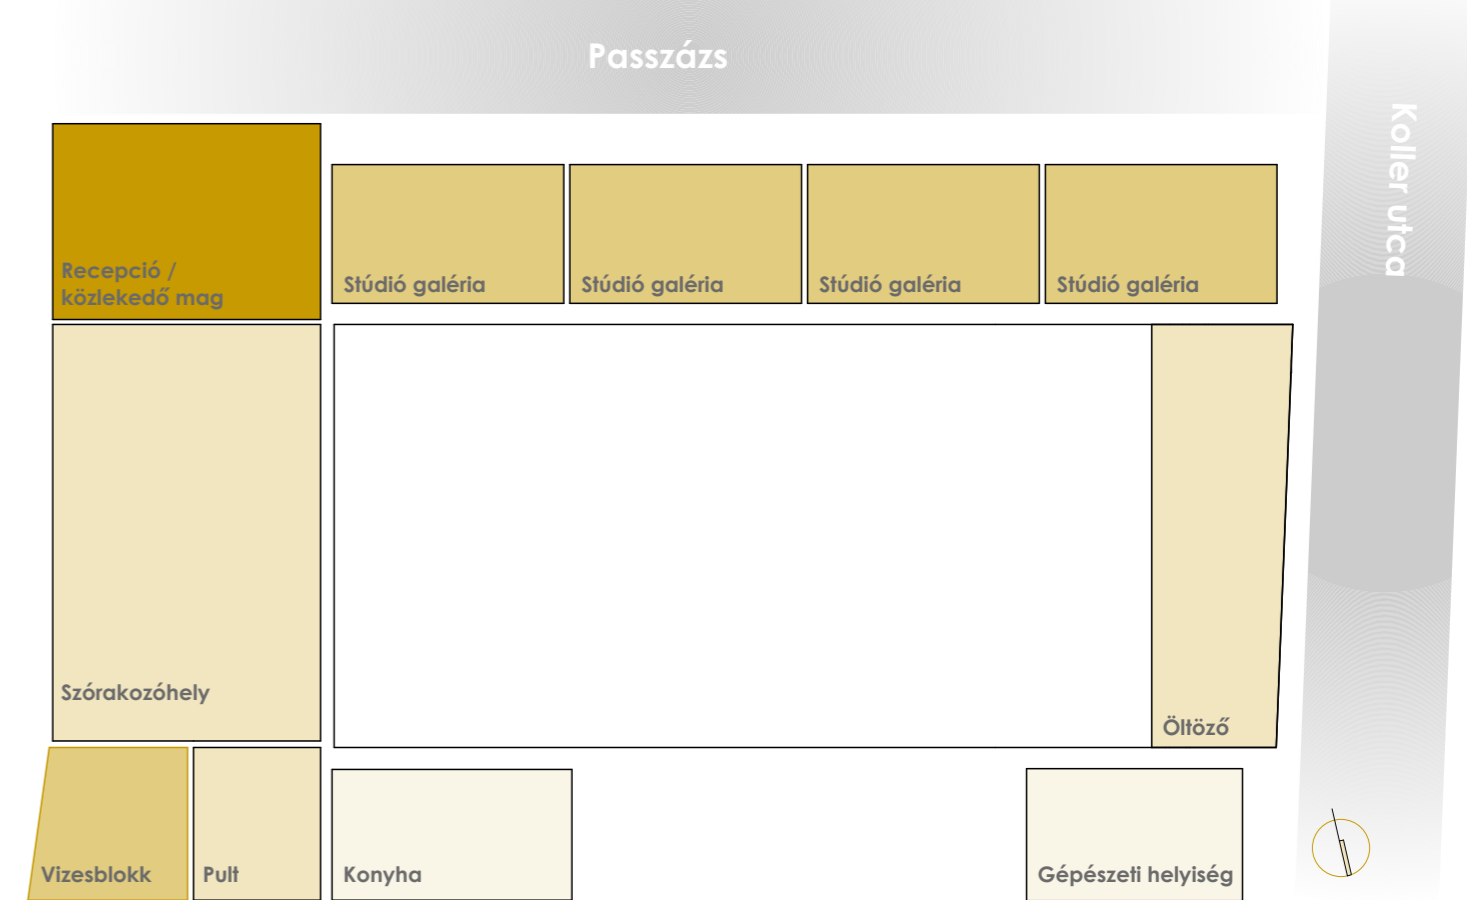 Passzázs
Koller utca
Recepció /
közlekedő mag
Stúdió galéria
Stúdió galéria
Stúdió galéria
Stúdió galéria
Szórakozóhely
Öltöző
Vizesblokk
Pult
Konyha
Gépészeti helyiség